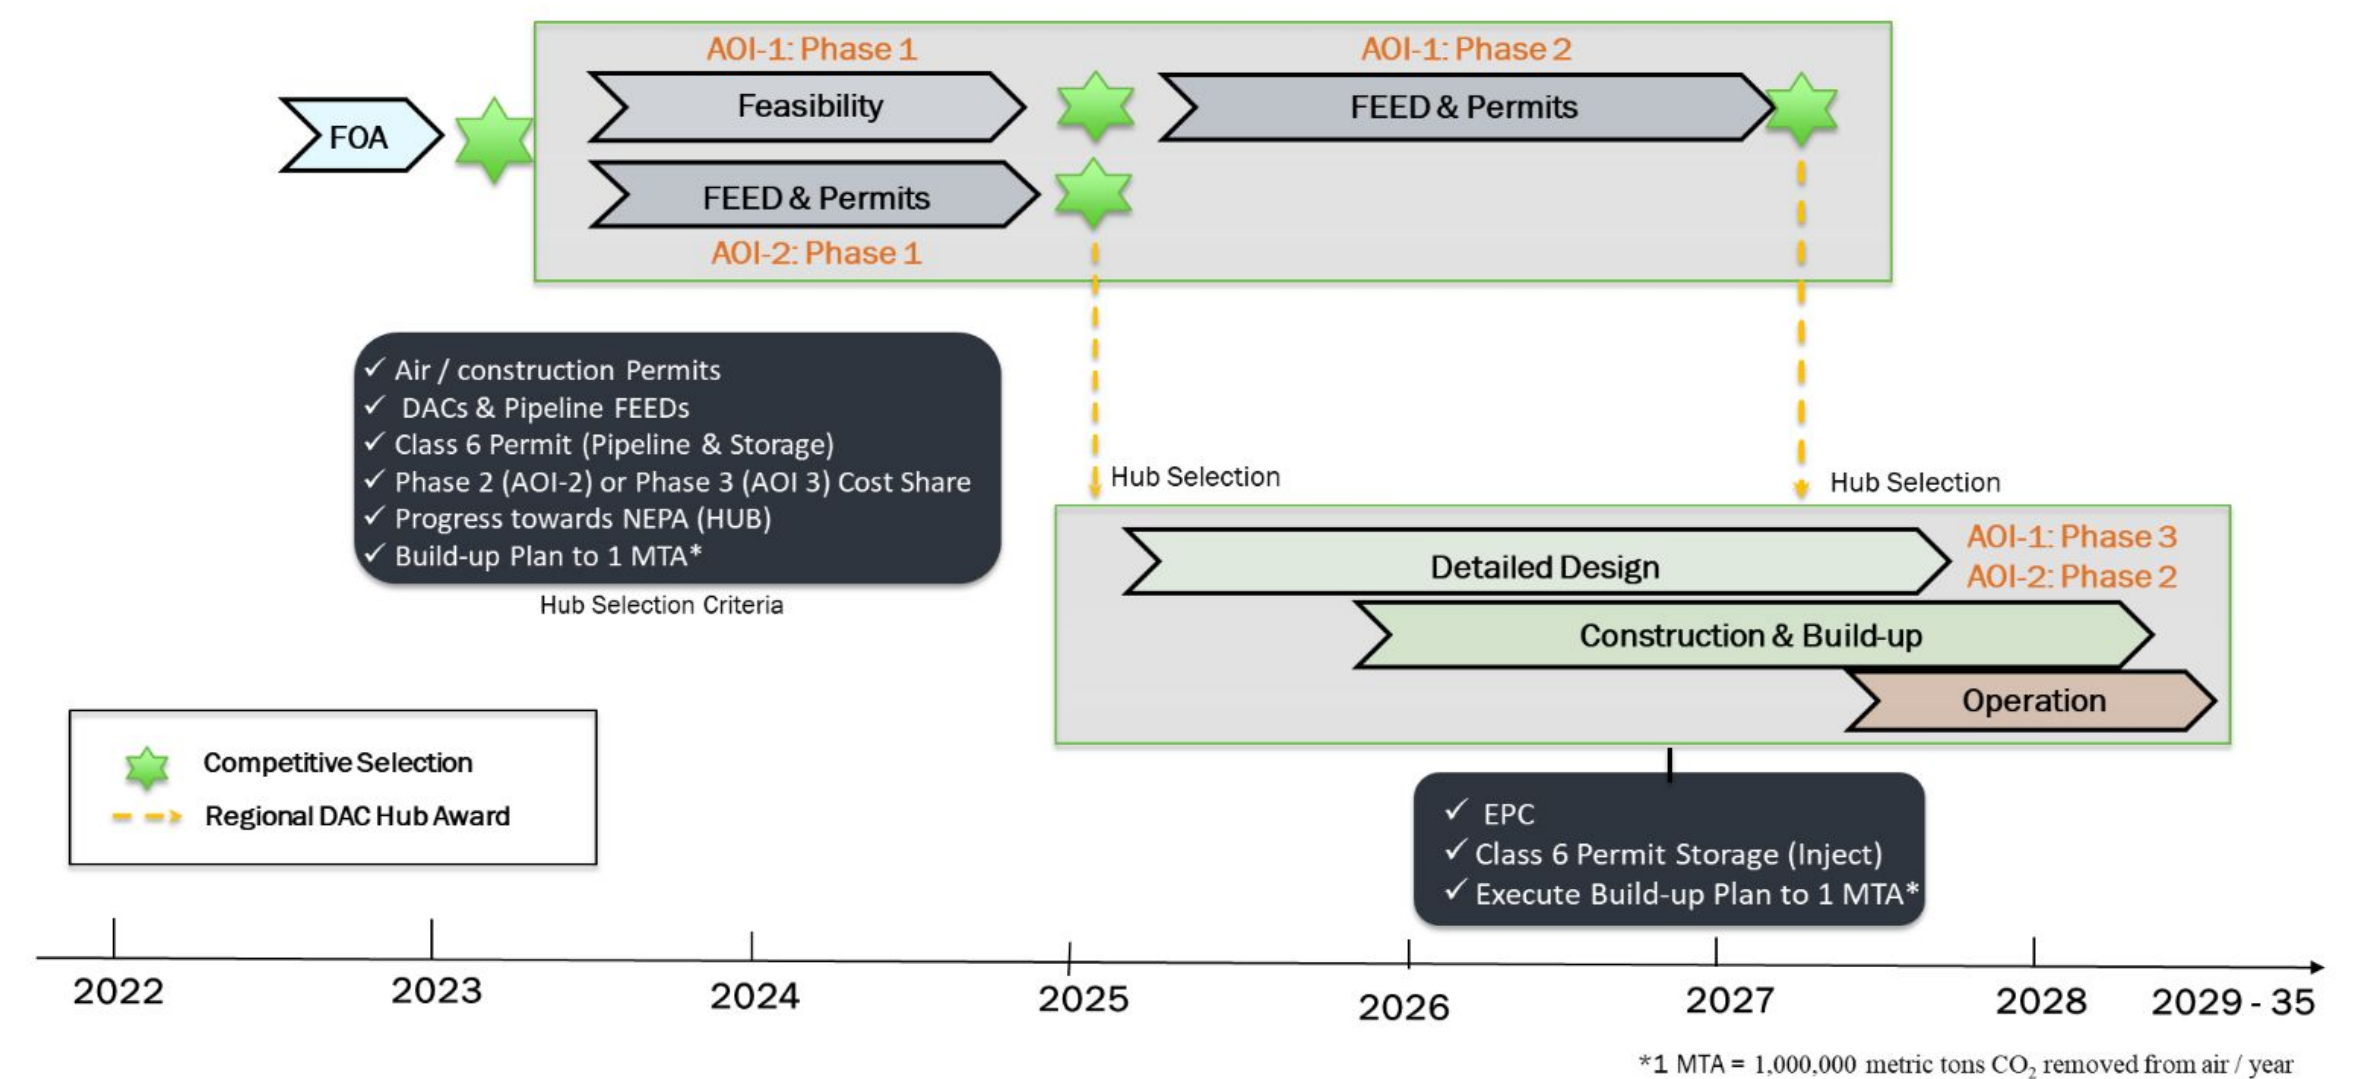 AOI-1: Phase 1
AOI-1: Phase 2
FOA
Feasibility
FEED & Permits
FEED & Permits
AOI-2: Phase 1
✓ Air / construction Permits
✓ DACs & Pipeline FEEDs
✓ Class 6 Permit (Pipeline & Storage)
✓ Phase 2 (AOI-2) or Phase 3 (AOI 3) Cost Share
✓ Progress towards NEPA (HUB)
✓ Build-up Plan to 1 MTA*
Hub Selection Criteria
Hub Selection
Hub Selection
Detailed Design
AOI-1: Phase 3
AOI-2: Phase 2
Construction & Build-up
Operation
Competitive Selection
Regional DAC Hub Award
✓ EPC
✓ Class 6 Permit Storage (Inject)
✓ Execute Build-up Plan to 1 MTA*
2022
2023
2024
2025
2026
2027
2028
2029 - 35
*1 MTA = 1,000,000 metric tons CO₂ removed from air / year